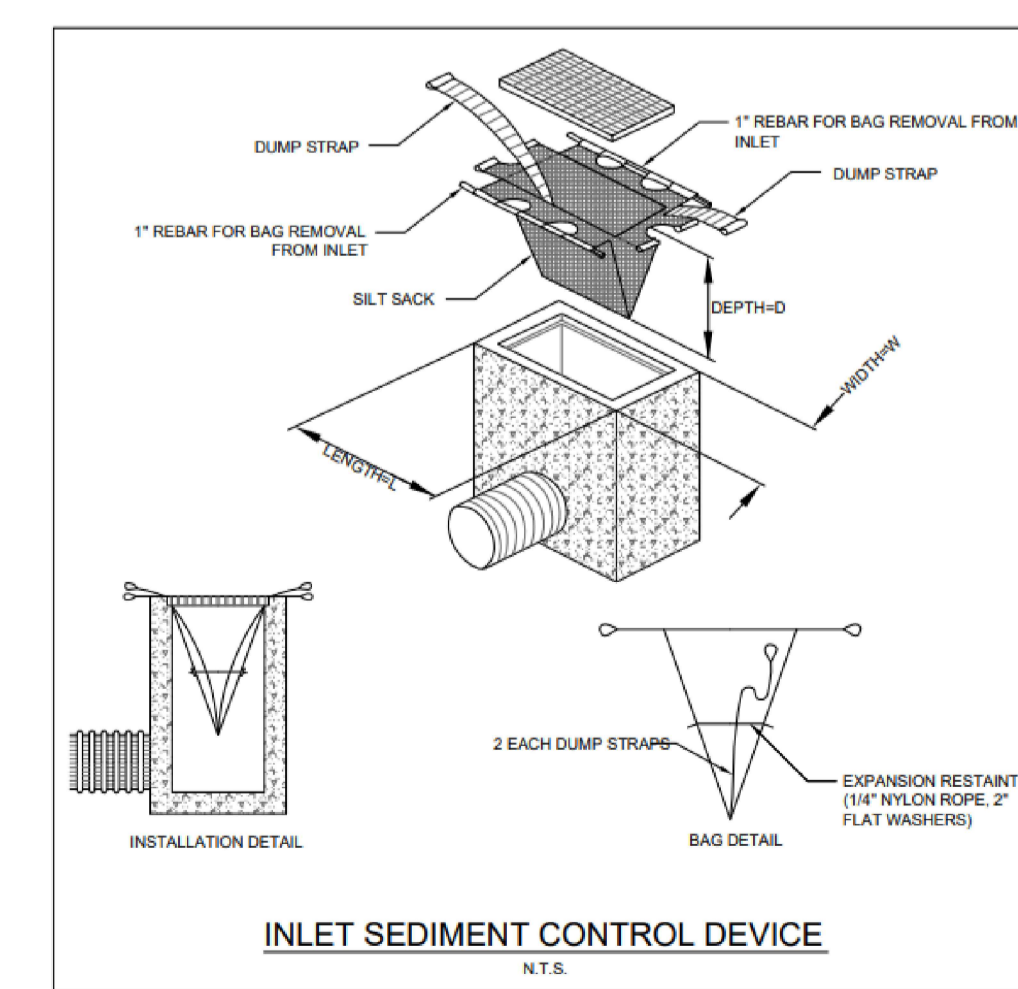 DUMP STRAP
1" REBAR FOR BAG REMOVAL FROM
INLET
DUMP STRAP
1" REBAR FOR BAG REMOVAL
FROM INLET
SILT SACK
DEPTH=D
WIDTH=W
LENGTH=L
2 EACH DUMP STRAPS
EXPANSION RESTAINT
(1/4" NYLON ROPE, 2"
FLAT WASHERS)
INSTALLATION DETAIL
BAG DETAIL
INLET SEDIMENT CONTROL DEVICE
N.T.S.